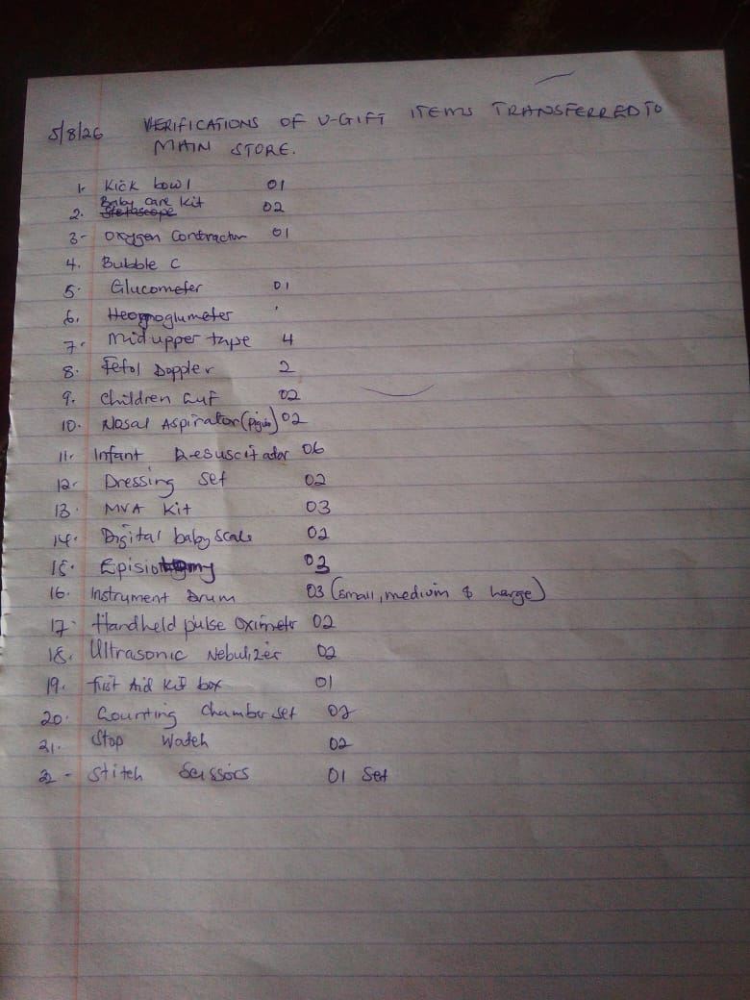 5/8/26 VERIFICATIONS OF U-GIFT ITEMS TRANSFERRED TO
MAIN STORE.
1. Kick bowl 01
2. Baby care kit 02
3- Oxygen Contractor 01
4. Bubble C
5. Glucometer 01
6. Heomoglumeter
7. Mid upper tape 4
8. Fetol Doppler 2
9. Children Cuf 02
10. Nasal Aspirator ( ) 02
11. Infant Resuscitador 06
12. Dressing Set 02
13. MVA Kit 03
14. Digital baby Scale 02
15. Episiotomy 03
16. Instrument Drum 03 (small, medium & Large)
17. Handheld pulse Oximeter 02
18. Ultrasonic Nebulizer 02
19. First Aid Kit box 01
20. Counting Chamber set 02
21. Stop Watch 02
22 - Stitch Scissors 01 Set